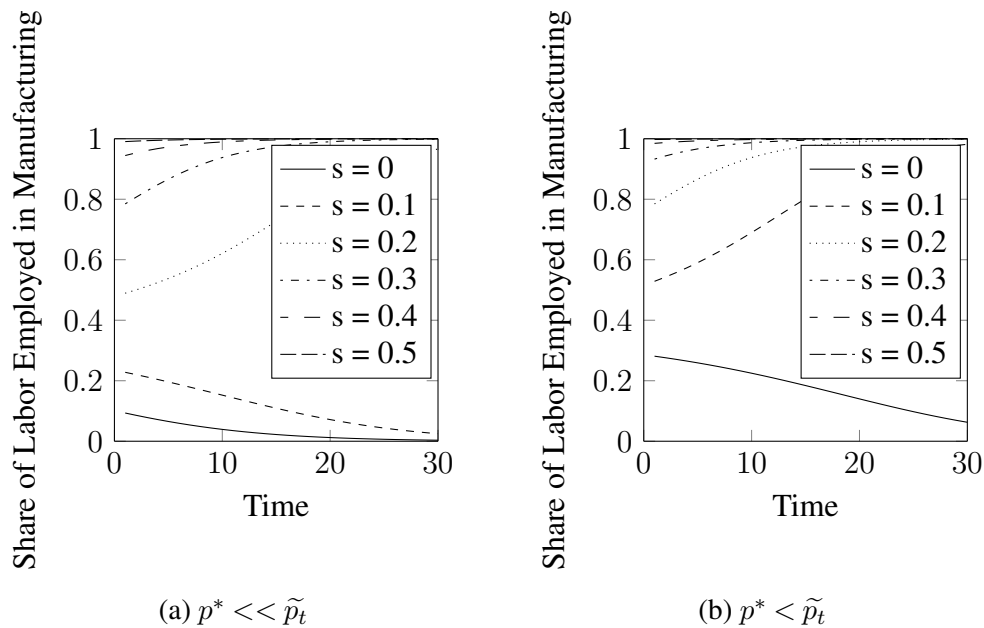 Share of Labor Employed in Manufacturing
1
0.8
0.6
0.4
0.2
0
0
10
20
30
Time
s = 0
s = 0.1
s = 0.2
s = 0.3
s = 0.4
s = 0.5
(a) p* << p̃t
Share of Labor Employed in Manufacturing
1
0.8
0.6
0.4
0.2
0
0
10
20
30
Time
s = 0
s = 0.1
s = 0.2
s = 0.3
s = 0.4
s = 0.5
(b) p* < p̃t